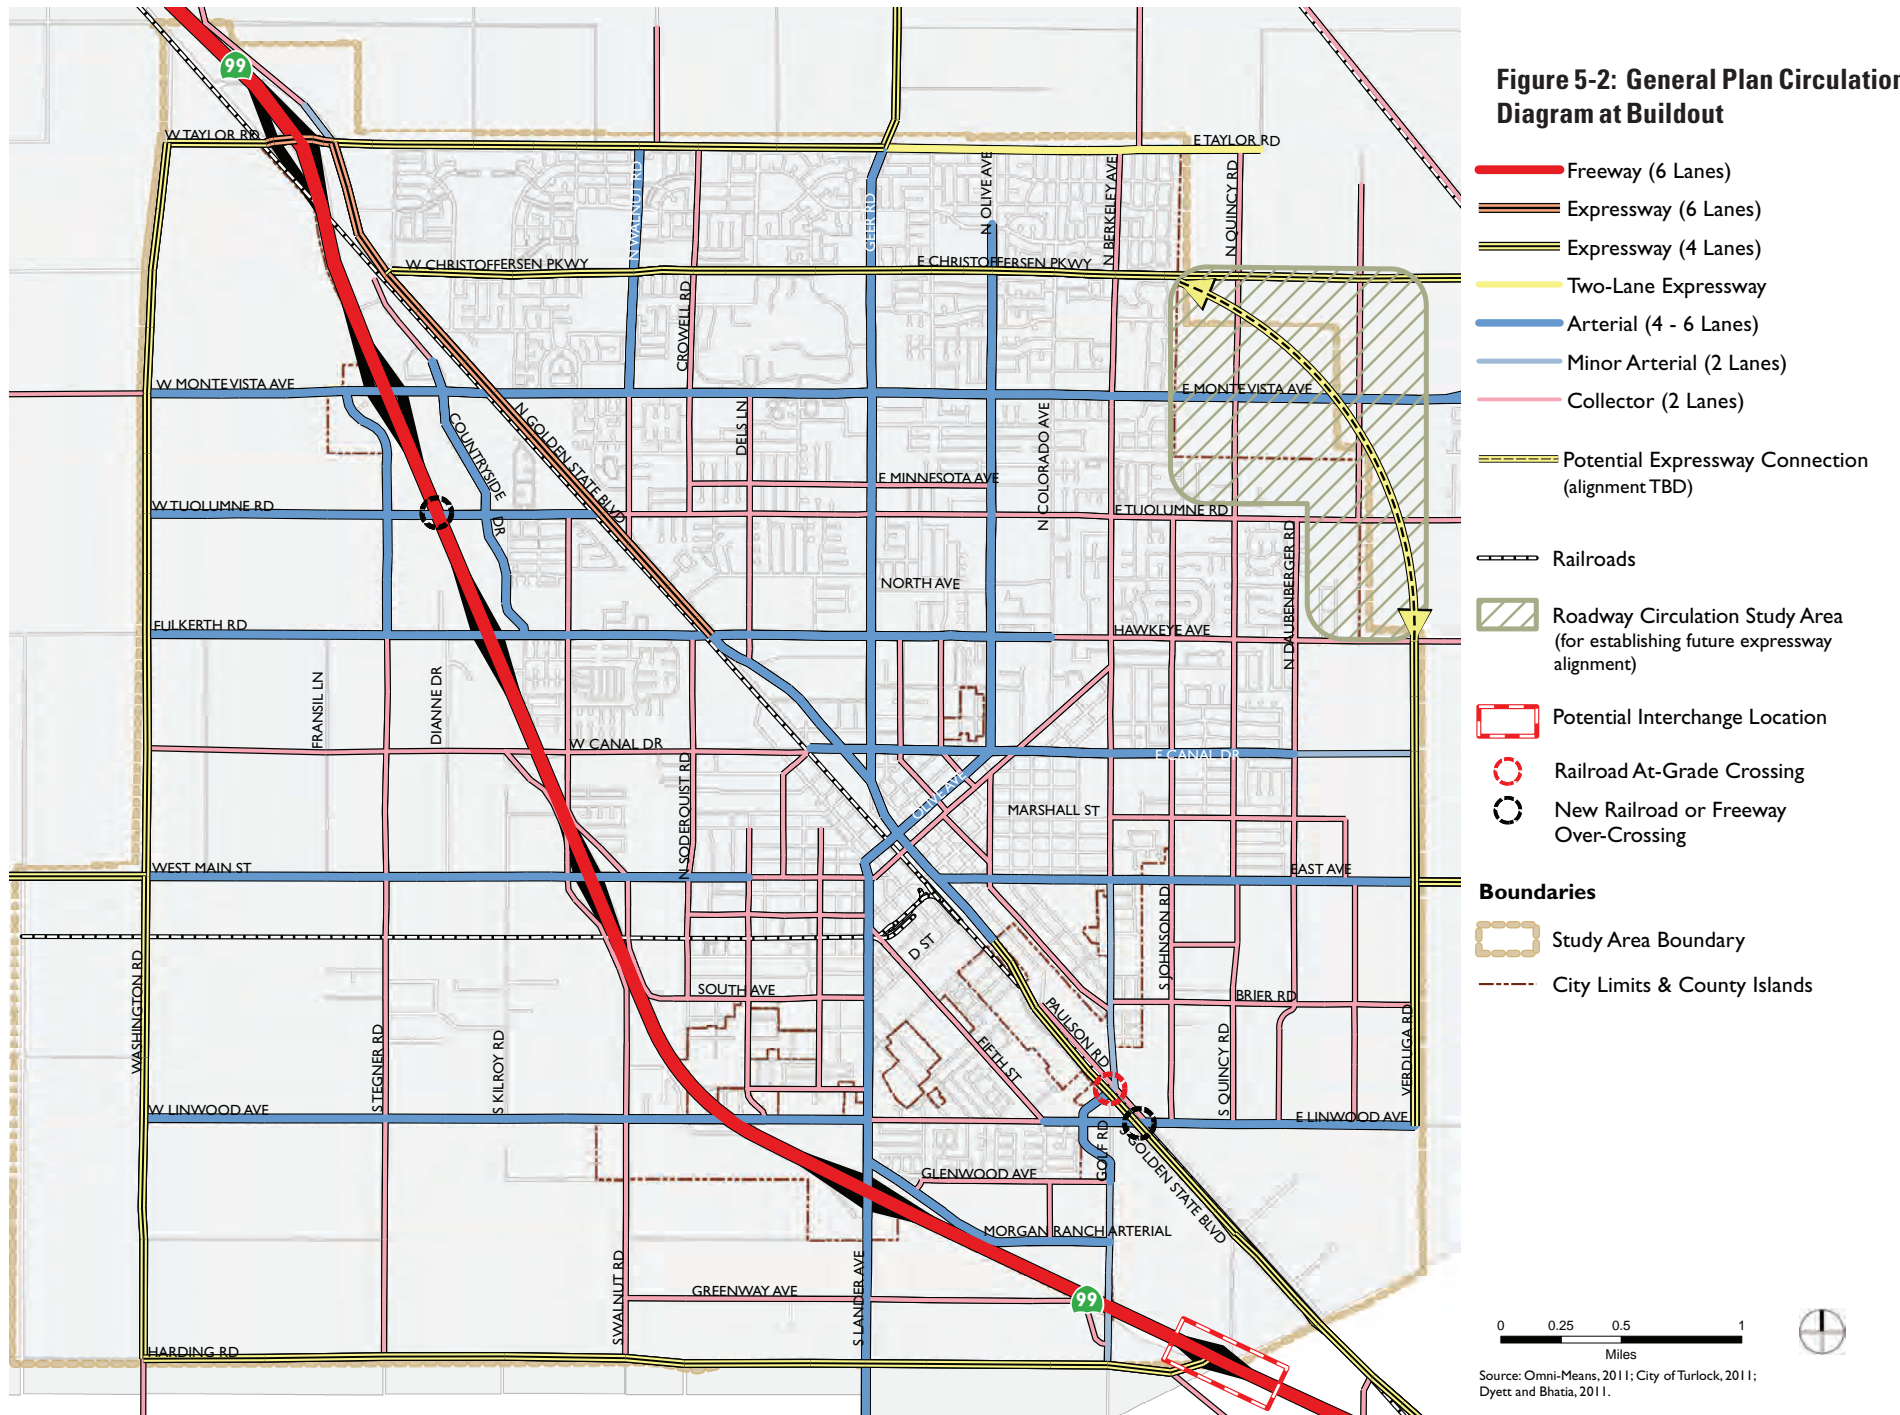 Figure 5-2: General Plan Circulation
Diagram at Buildout
Freeway (6 Lanes)
Expressway (6 Lanes)
Expressway (4 Lanes)
Two-Lane Expressway
Arterial (4 - 6 Lanes)
Minor Arterial (2 Lanes)
Collector (2 Lanes)
Potential Expressway Connection
(alignment TBD)
Railroads
Roadway Circulation Study Area
(for establishing future expressway
alignment)
Potential Interchange Location
Railroad At-Grade Crossing
New Railroad or Freeway
Over-Crossing
Boundaries
Study Area Boundary
City Limits & County Islands
0 0.25 0.5 1
Miles
Source: Omni-Means, 2011; City of Turlock, 2011;
Dyett and Bhatia, 2011.
99
W TAYLOR RD
E TAYLOR RD
N WALNUT RD
GEER RD
N OLIVE AVE
N BERKELEY AVE
N QUINCY RD
W CHRISTOFFERSEN PKWY
E CHRISTOFFERSEN PKWY
CROWELL RD
W MONTE VISTA AVE
E MONTE VISTA AVE
N GOLDEN STATE BLVD
COUNTRYSIDE DR
DELS LN
N COLORADO AVE
E MINNESOTA AVE
W TUOLUMNE RD
E TUOLUMNE RD
N DAUBENBERGER RD
NORTH AVE
FULKERTH RD
HAWKEYE AVE
FRANSIL LN
DIANNE DR
W CANAL DR
E CANAL DR
N SODERQUIST RD
OLIVE AVE
MARSHALL ST
WEST MAIN ST
EAST AVE
D ST
WASHINGTON RD
S JOHNSON RD
SOUTH AVE
BRIER RD
PAULSON RD
FIFTH ST
S TEGNER RD
S KILROY RD
S QUINCY RD
VERDUGA RD
W LINWOOD AVE
E LINWOOD AVE
GOLF RD
S GOLDEN STATE BLVD
GLENWOOD AVE
MORGAN RANCH ARTERIAL
S WALNUT RD
S LANDER AVE
GREENWAY AVE
99
HARDING RD